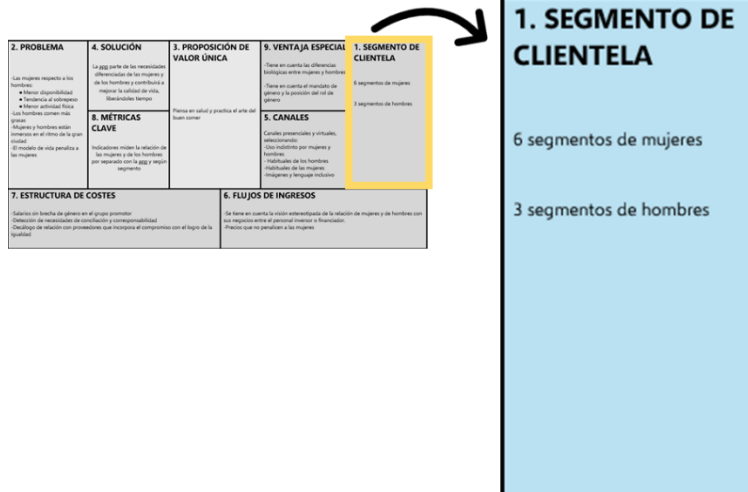 2. PROBLEMA
-Las mujeres respecto a los
hombres:
● Menor disponibilidad
● Tendencia al sobrepeso
● Menor actividad física
-Los hombres comen más
grasas
-Mujeres y hombres están
inmersos en el ritmo de la gran
ciudad
-El modelo de vida penaliza a
las mujeres
4. SOLUCIÓN
La app parte de las necesidades
diferenciadas de las mujeres y
de los hombres y contribuirá a
mejorar la calidad de vida,
liberándoles tiempo
8. MÉTRICAS
CLAVE
Indicadores miden la relación de
las mujeres y de los hombres
por separado con la app y según
segmento.
3. PROPOSICIÓN DE
VALOR ÚNICA
Piensa en salud y practica el arte del
buen comer
9. VENTAJA ESPECIAL
-Tiene en cuenta las diferencias
biológicas entre mujeres y hombres
-Tiene en cuenta el mandato de
género y la posición del rol de
género
5. CANALES
Canales presenciales y virtuales,
seleccionando:
-Uso indistinto por mujeres y
hombres
- Habituales de los hombres
-Habituales de las mujeres
-Imágenes y lenguaje inclusivo
1. SEGMENTO DE
CLIENTELA
6 segmentos de mujeres
3 segmentos de hombres
7. ESTRUCTURA DE COSTES
-Salarios sin brecha de género en el grupo promotor
-Detección de necesidades de conciliación y corresponsabilidad
-Decálogo de relación con proveedores que incorpora el compromiso con el logro de la
igualdad
6. FLUJOS DE INGRESOS
-Se tiene en cuenta la visión estereotipada de la relación de mujeres y de hombres con
sus negocios entre el personal inversor o financiador.
-Precios que no penalicen a las mujeres
1. SEGMENTO DE
CLIENTELA
6 segmentos de mujeres
3 segmentos de hombres